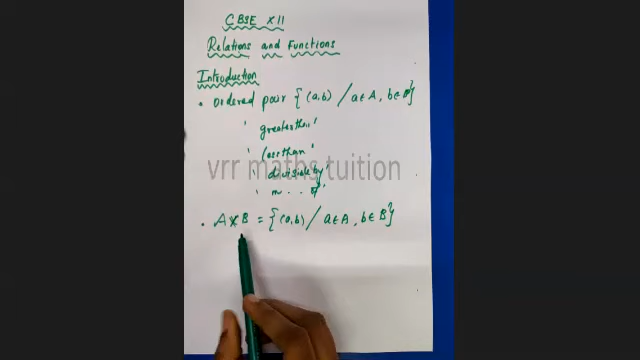 CBSE XII
Relations and Functions
Introduction
• Ordered pair {(a,b) / a∈A, b∈B}
' greater than '
' less than '
' divisible by '
vrr maths tuition
• A×B = {(a,b) / a∈A, b∈B}